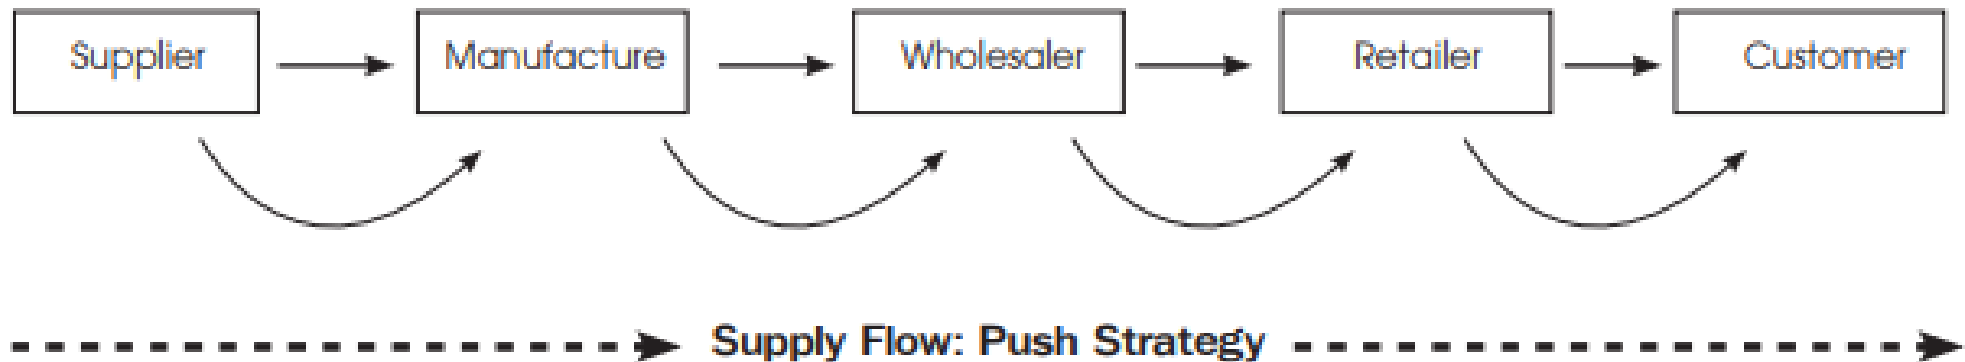 Supplier
Manufacture
Wholesaler
Retailer
Customer
Supply Flow: Push Strategy